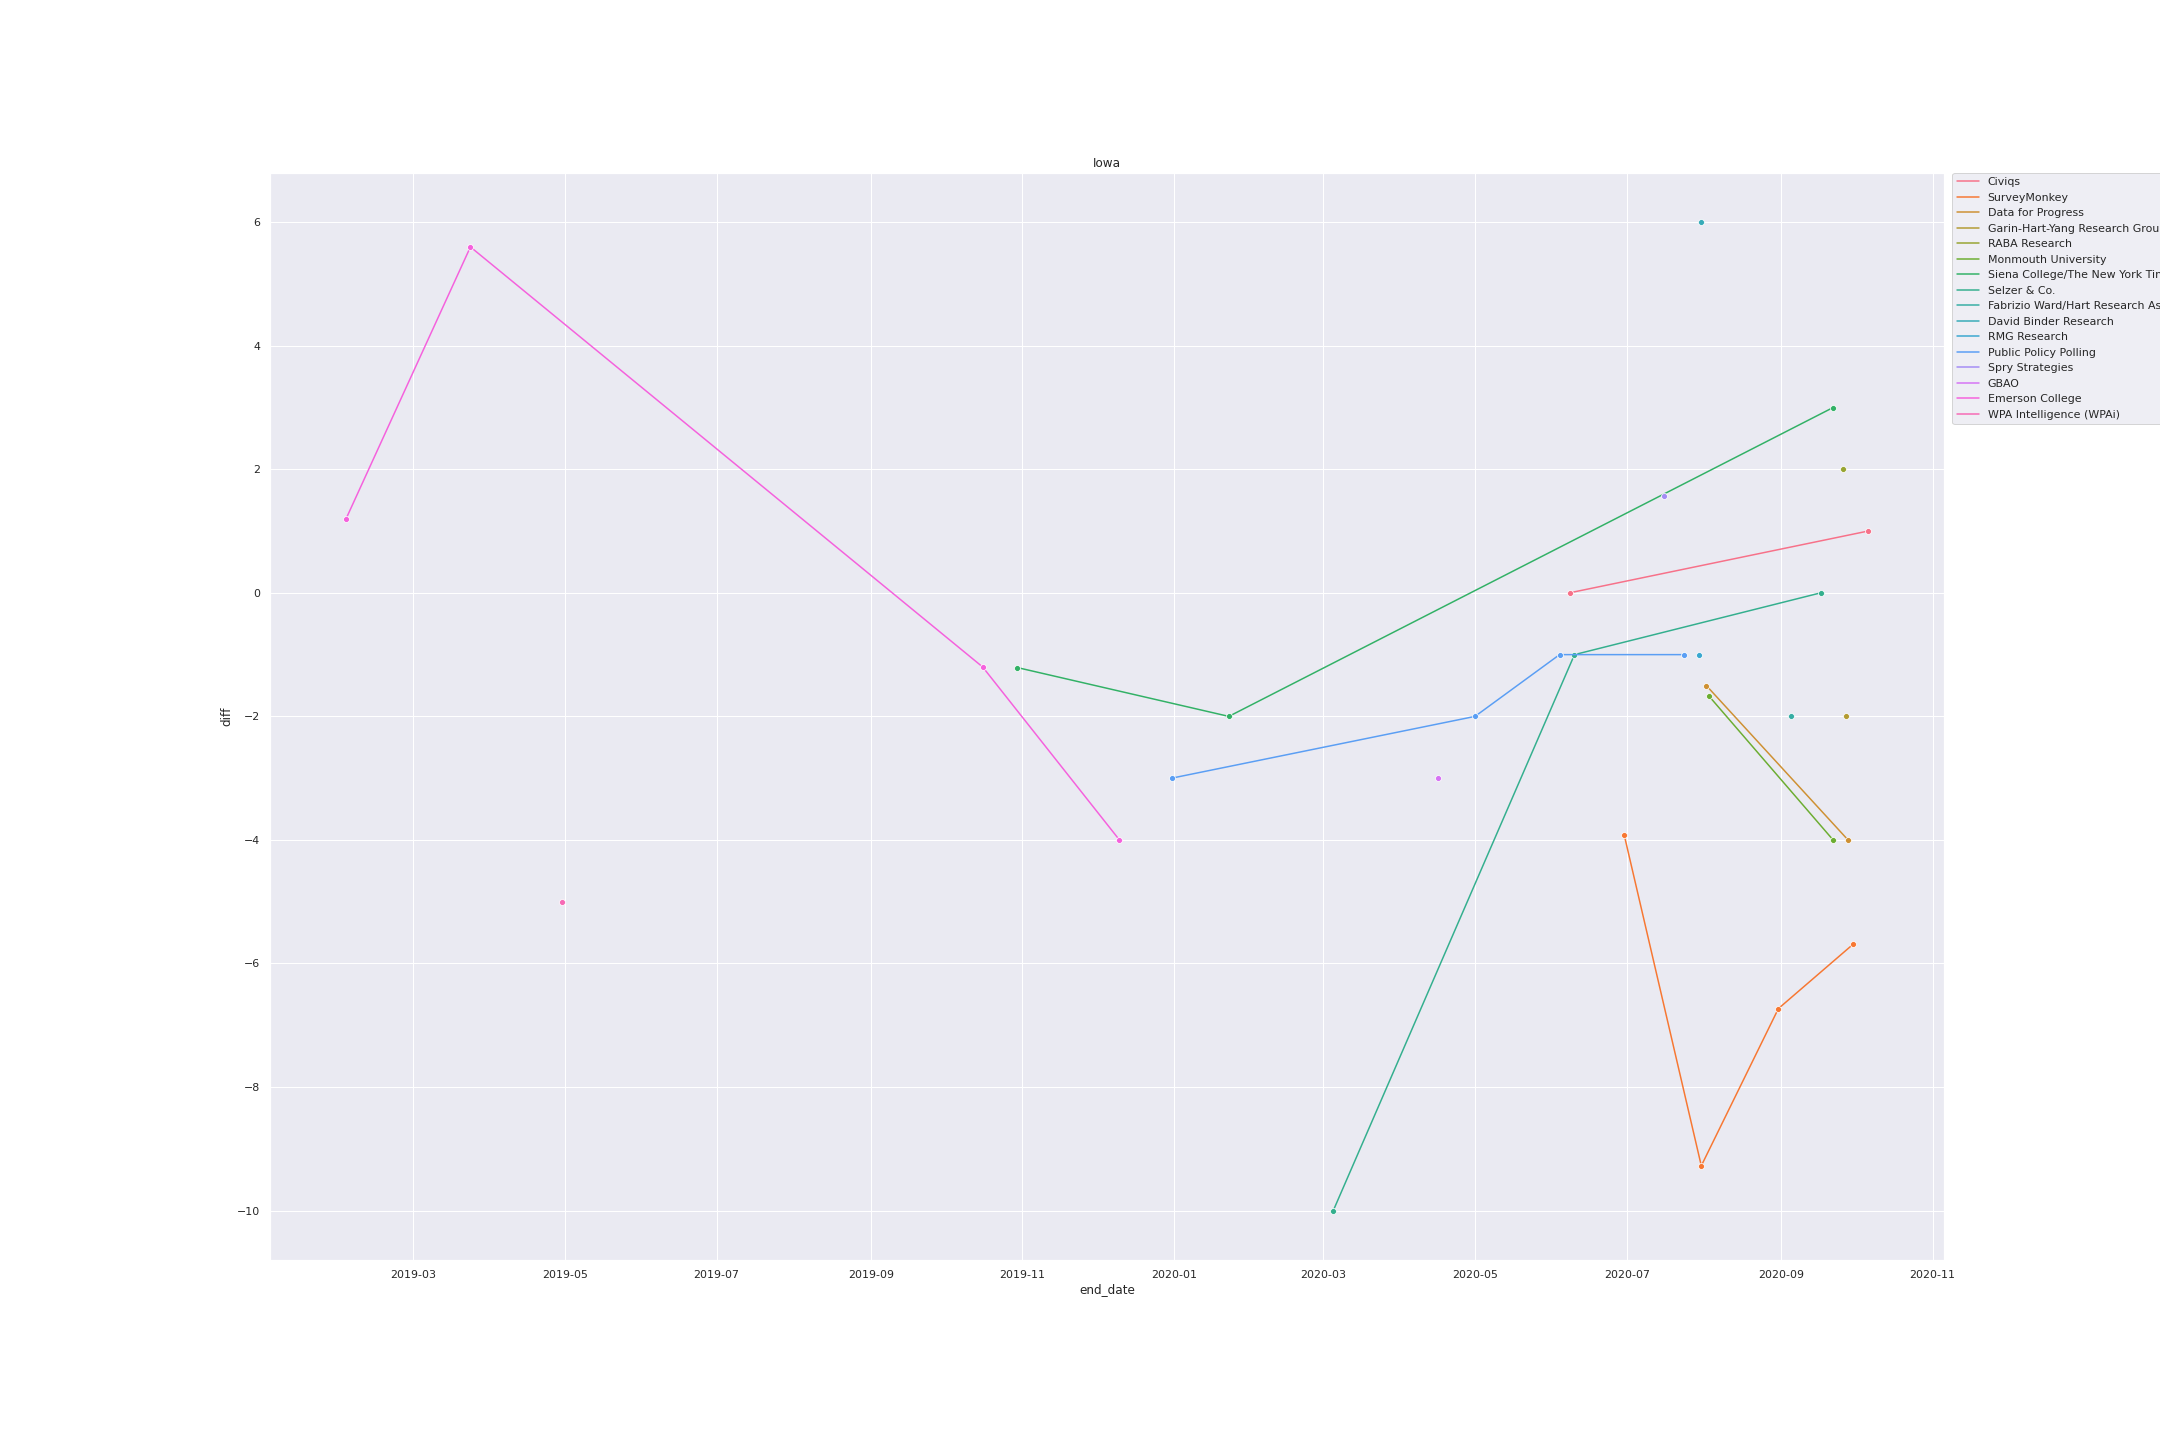 Iowa
6
4
2
0
−2
−4
−6
−8
−10
diff
2019-03 2019-05 2019-07 2019-09 2019-11 2020-01 2020-03 2020-05 2020-07 2020-09 2020-11
end_date
Civiqs
SurveyMonkey
Data for Progress
Garin-Hart-Yang Research Grou
RABA Research
Monmouth University
Siena College/The New York Tir
Selzer & Co.
Fabrizio Ward/Hart Research As
David Binder Research
RMG Research
Public Policy Polling
Spry Strategies
GBAO
Emerson College
WPA Intelligence (WPAi)